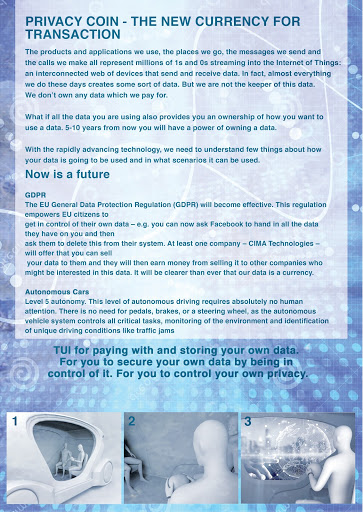 PRIVACY COIN - THE NEW CURRENCY FOR
TRANSACTION
The products and applications we use, the places we go, the messages we send and
the calls we make all represent millions of 1s and 0s streaming into the Internet of Things:
an interconnected web of devices that send and receive data. In fact, almost everything
we do these days creates some sort of data. But we are not the keeper of this data.
We don't own any data which we pay for.
What if all the data you are using also provides you an ownership of how you want to
use a data. 5-10 years from now you will have a power of owning a data.
With the rapidly advancing technology, we need to understand few things about how
your data is going to be used and in what scenarios it can be used.
Now is a future
GDPR
The EU General Data Protection Regulation (GDPR) will become effective. This regulation
empowers EU citizens to
get in control of their own data – e.g. you can now ask Facebook to hand in all the data
they have on you and then
ask them to delete this from their system. At least one company – CIMA Technologies –
will offer that you can sell
your data to them and they will then earn money from selling it to other companies who
might be interested in this data. It will be clearer than ever that our data is a currency.
Autonomous Cars
Level 5 autonomy. This level of autonomous driving requires absolutely no human
attention. There is no need for pedals, brakes, or a steering wheel, as the autonomous
vehicle system controls all critical tasks, monitoring of the environment and identification
of unique driving conditions like traffic jams
TUI for paying with and storing your own data.
For you to secure your own data by being in
control of it. For you to control your own privacy.
1
2
3